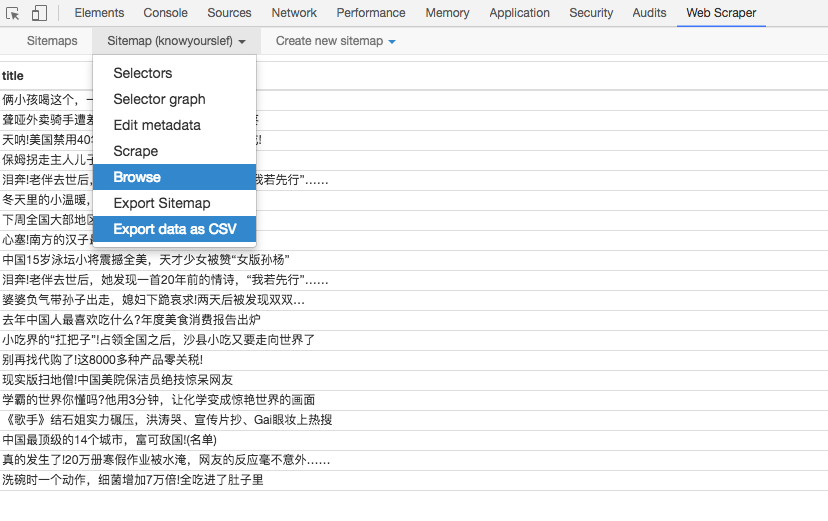 Elements Console Sources Network Performance Memory Application Security Audits Web Scraper
Sitemaps Sitemap (knowyourslef) Create new sitemap
Selectors
Selector graph
Edit metadata
Scrape
Browse
Export Sitemap
Export data as CSV
title
俩小孩喝这个，一
聋哑外卖骑手遭差
天呐!美国禁用40 !
保姆拐走主人儿子
泪奔!老伴去世后， 我若先行”……
冬天里的小温暖，
下周全国大部地区
心塞!南方的汉子
中国15岁泳坛小将震撼全美，天才少女被赞“女版孙杨”
泪奔!老伴去世后，她发现一首20年前的情诗，“我若先行”……
婆婆负气带孙子出走，媳妇下跪哀求!两天后被发现双双…
去年中国人最喜欢吃什么?年度美食消费报告出炉
小吃界的“扛把子”!占领全国之后，沙县小吃又要走向世界了
别再找代购了!这8000多种产品零关税!
现实版扫地僧!中国美院保洁员绝技惊呆网友
学霸的世界你懂吗?他用3分钟，让化学变成惊艳世界的画面
《歌手》结石姐实力碾压，洪涛哭、宣传片抄、Gai眼妆上热搜
中国最顶级的14个城市，富可敌国!(名单)
真的发生了!20万册寒假作业被水淹，网友的反应毫不意外……
洗碗时一个动作，细菌增加7万倍!全吃进了肚子里